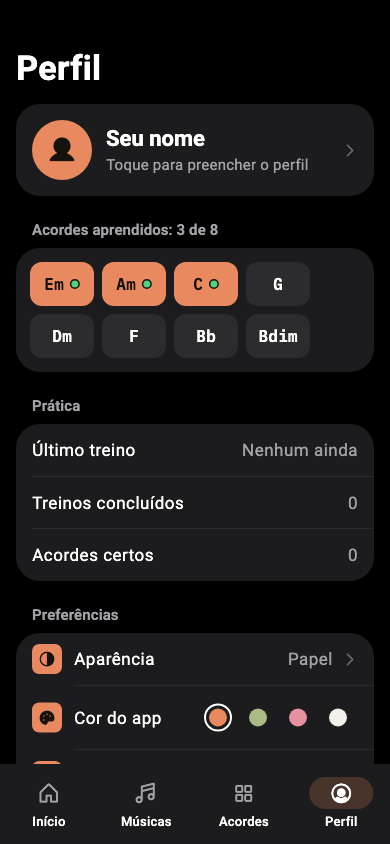 Perfil
Seu nome
Toque para preencher o perfil
Acordes aprendidos: 3 de 8
Em Am C G
Dm F Bb Bdim
Prática
Último treino Nenhum ainda
Treinos concluídos 0
Acordes certos 0
Preferências
Aparência Papel
Cor do app
Início Músicas Acordes Perfil